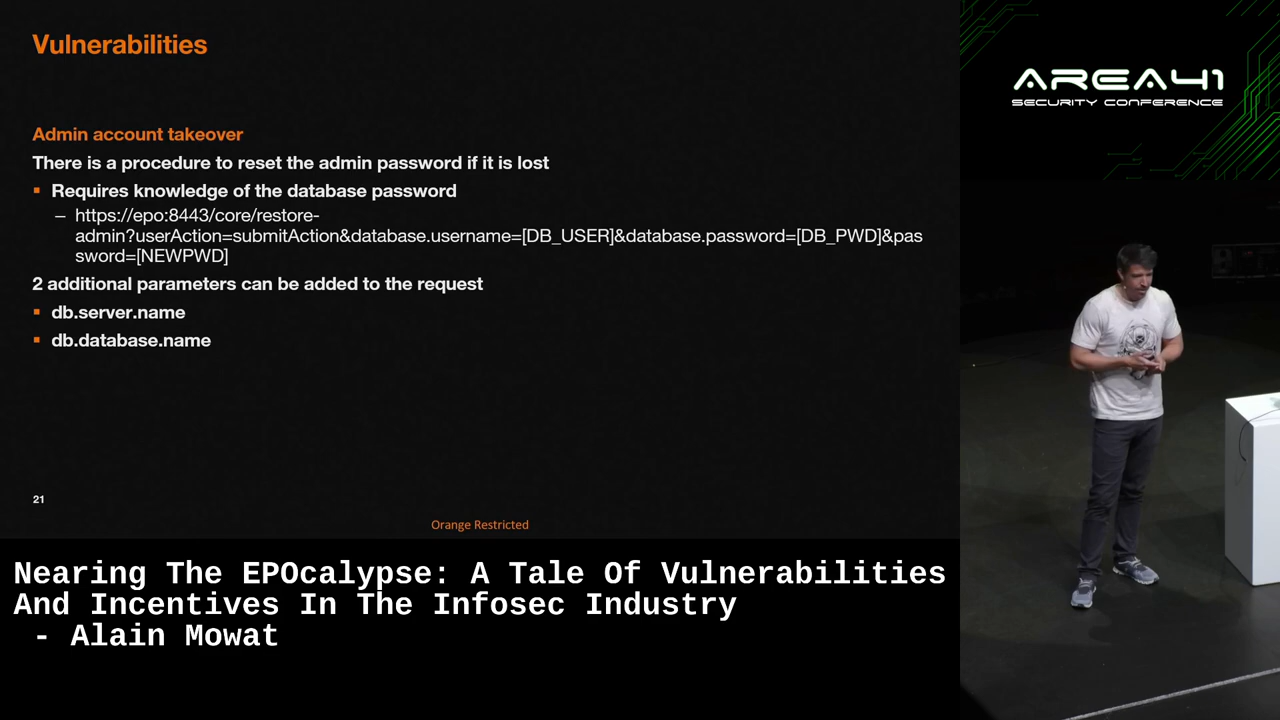 Vulnerabilities
Admin account takeover
There is a procedure to reset the admin password if it is lost
Requires knowledge of the database password
– https://epo:8443/core/restore-
admin?userAction=submitAction&database.username=[DB_USER]&database.password=[DB_PWD]&pas
sword=[NEWPWD]
2 additional parameters can be added to the request
db.server.name
db.database.name
21
Orange Restricted
AREA41
SECURITY CONFERENCE
Nearing The EPOcalypse: A Tale Of Vulnerabilities
And Incentives In The Infosec Industry
- Alain Mowat